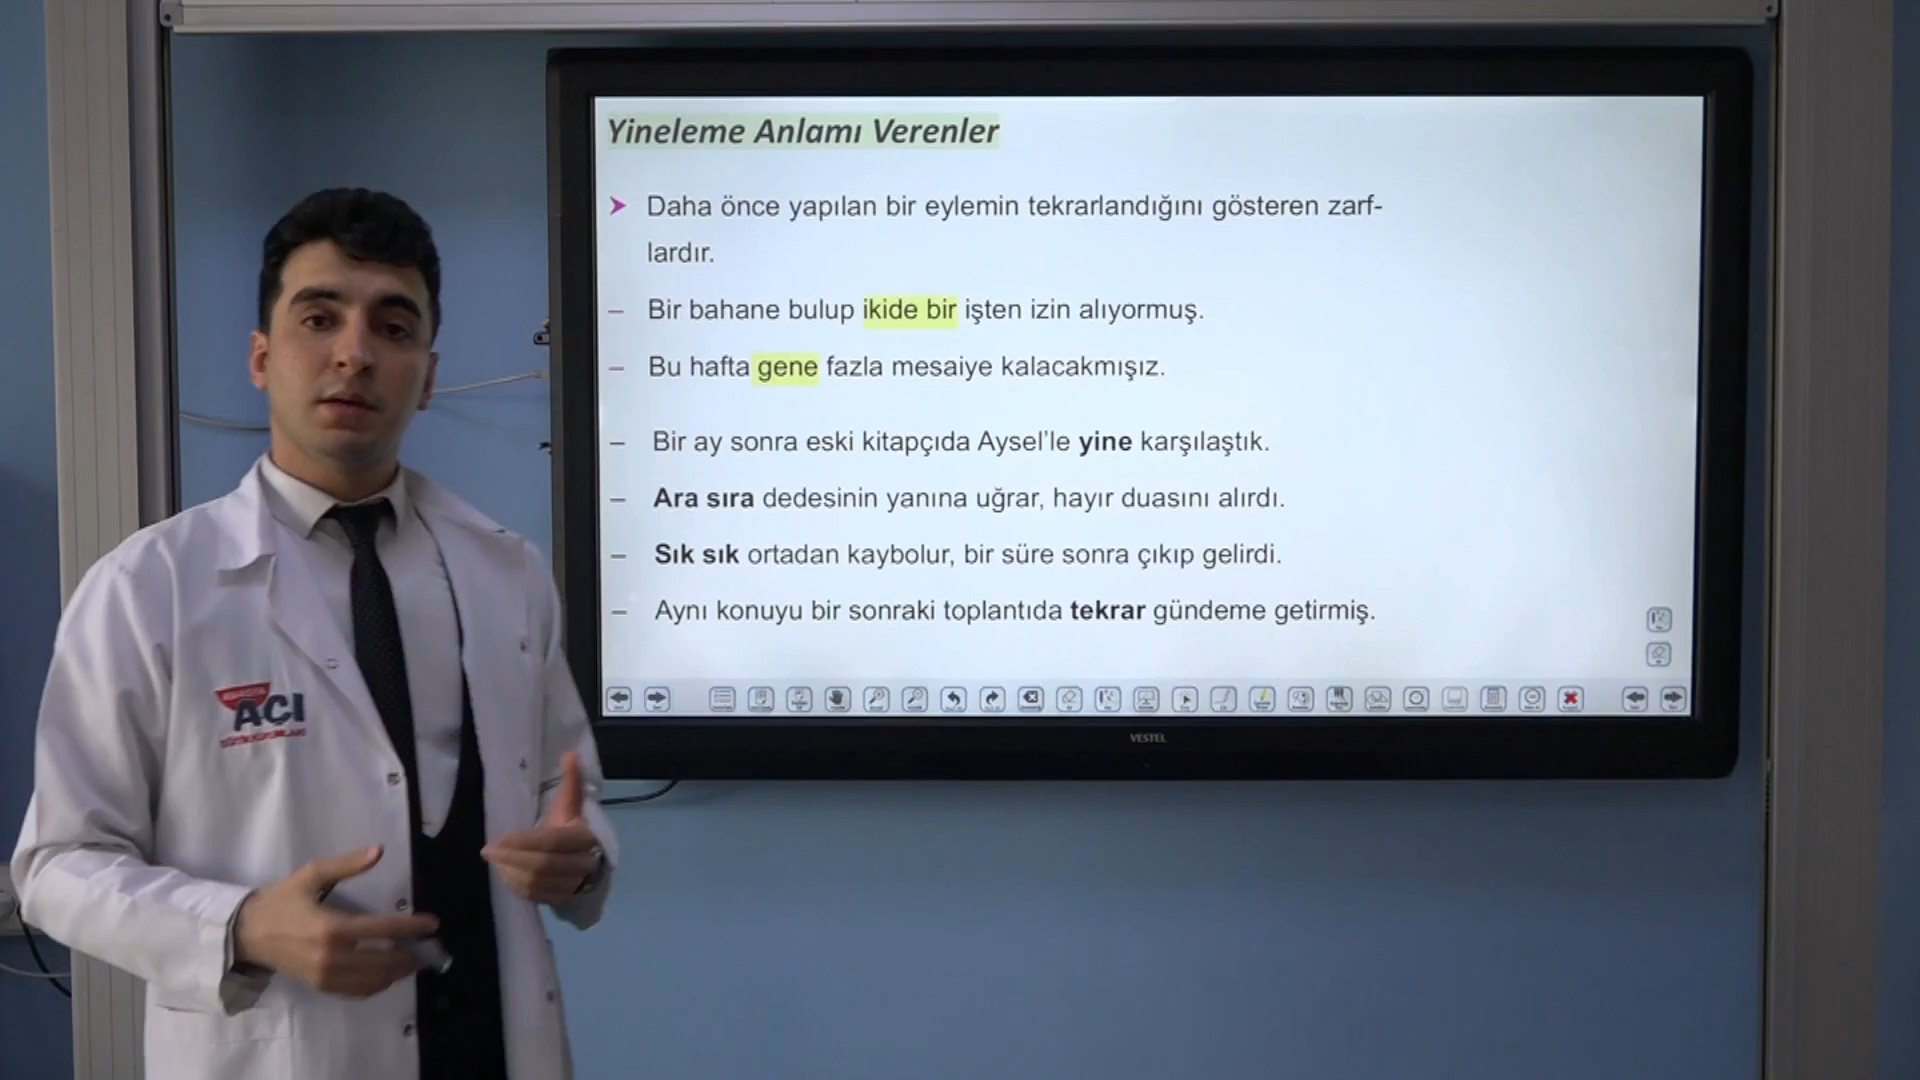 Yineleme Anlamı Verenler
➤ Daha önce yapılan bir eylemin tekrarlandığını gösteren zarf-
lardır.
– Bir bahane bulup ikide bir işten izin alıyormuş.
– Bu hafta gene fazla mesaiye kalacakmışız.
– Bir ay sonra eski kitapçıda Aysel’le yine karşılaştık.
– Ara sıra dedesinin yanına uğrar, hayır duasını alırdı.
– Sık sık ortadan kaybolur, bir süre sonra çıkıp gelirdi.
– Aynı konuyu bir sonraki toplantıda tekrar gündeme getirmiş.
VESTEL
AÇI